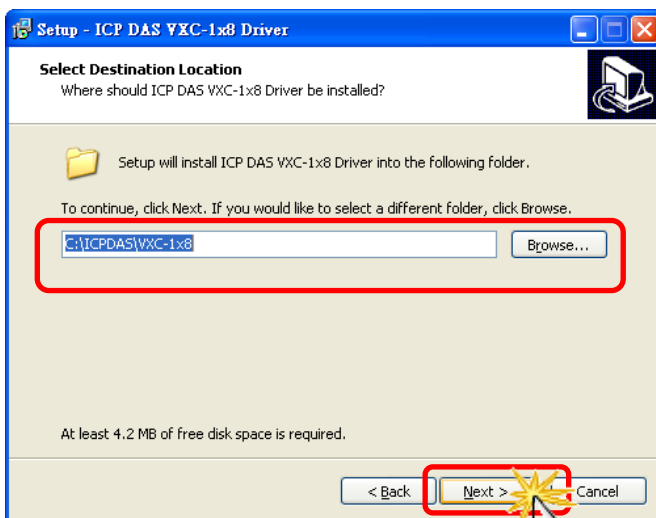 Setup - ICP DAS VXC-1x8 Driver
Select Destination Location
Where should ICP DAS VXC-1x8 Driver be installed?
Setup will install ICP DAS VXC-1x8 Driver into the following folder.
To continue, click Next. If you would like to select a different folder, click Browse.
C:\ICPDAS\VXC-1x8
Browse...
At least 4.2 MB of free disk space is required.
< Back
Next >
Cancel